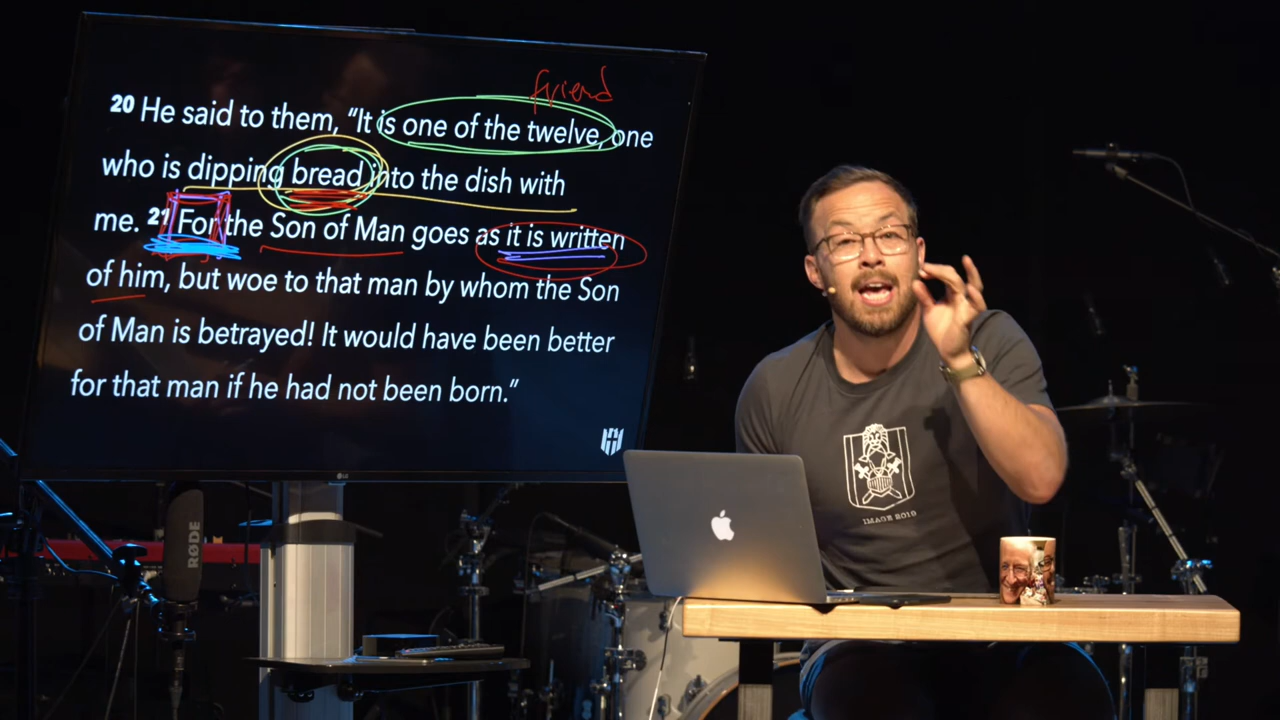 friend
20 He said to them, “It is one of the twelve, one
who is dipping bread into the dish with
me. 21 For the Son of Man goes as it is written
of him, but woe to that man by whom the Son
of Man is betrayed! It would have been better
for that man if he had not been born.”
LG
RØDE
IMAGE 2019